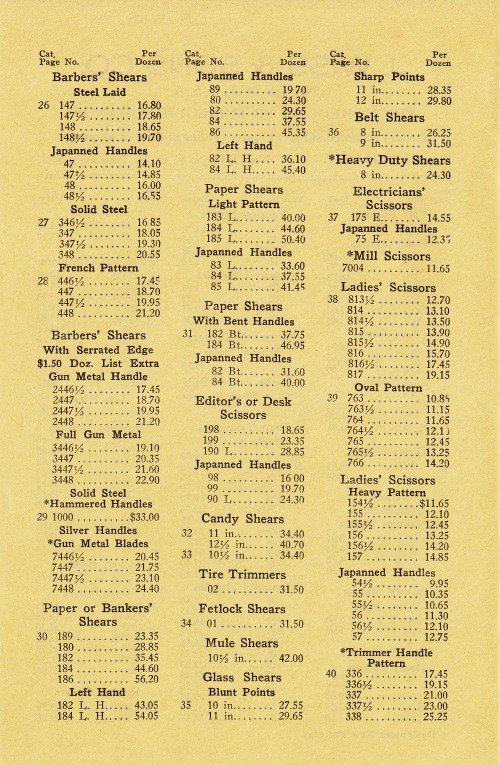 Cat. Per
Page No. Dozen
Barbers' Shears
Steel Laid
26 147 .......... 16.80
147½ .......... 17.80
148 .......... 18.65
148½ .......... 19.70
Japanned Handles
47 .......... 14.10
47½ .......... 14.85
48 .......... 16.00
48½ .......... 16.55
Solid Steel
27 346½ .......... 16 85
347 .......... 18.05
347½ .......... 19.30
348 .......... 20.55
French Pattern
28 446½ .......... 17.45
447 .......... 18.70
447½ .......... 19.95
448 .......... 21.20
Barbers' Shears
With Serrated Edge
$1.50 Doz. List Extra
Gun Metal Handle
2446½ .......... 17.45
2447 .......... 18.70
2447½ .......... 19.95
2448 .......... 21.20
Full Gun Metal
3446½ .......... 19.10
3447 .......... 20.35
3447½ .......... 21.60
3448 .......... 22.90
Solid Steel
*Hammered Handles
29 1000 .......... $33.00
Silver Handles
*Gun Metal Blades
7446½ .......... 20.45
7447 .......... 21.75
7447½ .......... 23.10
7448 .......... 24.40
Paper or Bankers'
Shears
30 189 .......... 23.35
180 .......... 28.85
182 .......... 35.45
184 .......... 44.60
186 .......... 56.20
Left Hand
182 L. H..... 43.05
184 L. H..... 54.05
Cat. Per
Page No. Dozen
Japanned Handles
89 .......... 19 70
80 .......... 24.30
82 .......... 29.65
84 .......... 37.55
86 .......... 45.35
Left Hand
82 L. H .... 36.10
84 L. H..... 45.40
Paper Shears
Light Pattern
183 L....... 40.00
184 L....... 44.60
185 L....... 50.40
Japanned Handles
83 L....... 33.60
84 L....... 37.55
85 L....... 41.45
Paper Shears
With Bent Handles
31 182 Bt...... 37.75
184 Bt...... 46.95
Japanned Handles
82 Bt...... 31.60
84 Bt...... 40.00
Editor's or Desk
Scissors
198 .......... 18.65
199 .......... 23.35
190 L....... 28.85
Japanned Handles
98 .......... 16 00
99 .......... 19.70
90 L....... 24.30
Candy Shears
32 11 in....... 34.40
12½ in....... 40.70
33 10½ in....... 34.40
Tire Trimmers
02 .......... 31.50
Fetlock Shears
34 01 .......... 31.50
Mule Shears
10½ in..... 42.00
Glass Shears
Blunt Points
35 10 in....... 27.55
11 in....... 29.65
Cat. Per
Page No. Dozen
Sharp Points
11 in........ 28.35
12 in........ 29.80
Belt Shears
36 8 in........ 26.25
9 in........ 31.50
*Heavy Duty Shears
8 in........ 24.30
Electricians'
Scissors
37 175 E....... 14.55
Japanned Handles
75 E....... 12.35
*Mill Scissors
7004 .......... 11.65
Ladies' Scissors
38 813½ .......... 12.70
814 .......... 13.10
814½ .......... 13.50
815 .......... 13.90
815½ .......... 14.90
816 .......... 15.70
816½ .......... 17.45
817 .......... 19.15
Oval Pattern
39 763 .......... 10.85
763½ .......... 11.15
764 .......... 11.65
764½ ..........
765 .......... 12.45
765½ .......... 13.25
766 .......... 14.20
Ladies' Scissors
Heavy Pattern
154½ .......... $11.65
155 .......... 12.10
155½ .......... 12.45
156 .......... 13.25
156½ .......... 14.20
157 .......... 14.85
Japanned Handles
54½ .......... 9.95
55 .......... 10.35
55½ .......... 10.65
56 .......... 11.30
56½ .......... 12.10
57 .......... 12.75
*Trimmer Handle
Pattern
40 336 .......... 17.45
336½ .......... 19.15
337 .......... 21.00
337½ .......... 23.00
338 .......... 25.25